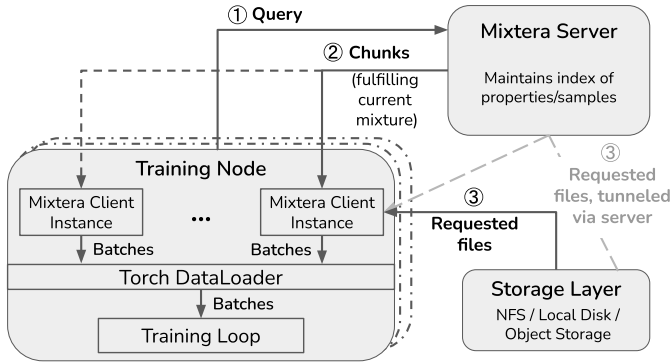 ① Query
② Chunks
(fulfilling
current
mixture)
Mixtera Server
Maintains index of
properties/samples
③
Requested
files, tunneled
via server
Training Node
Mixtera Client
Instance
...
Mixtera Client
Instance
③
Requested
files
Batches
Batches
Torch DataLoader
Batches
Training Loop
Storage Layer
NFS / Local Disk /
Object Storage